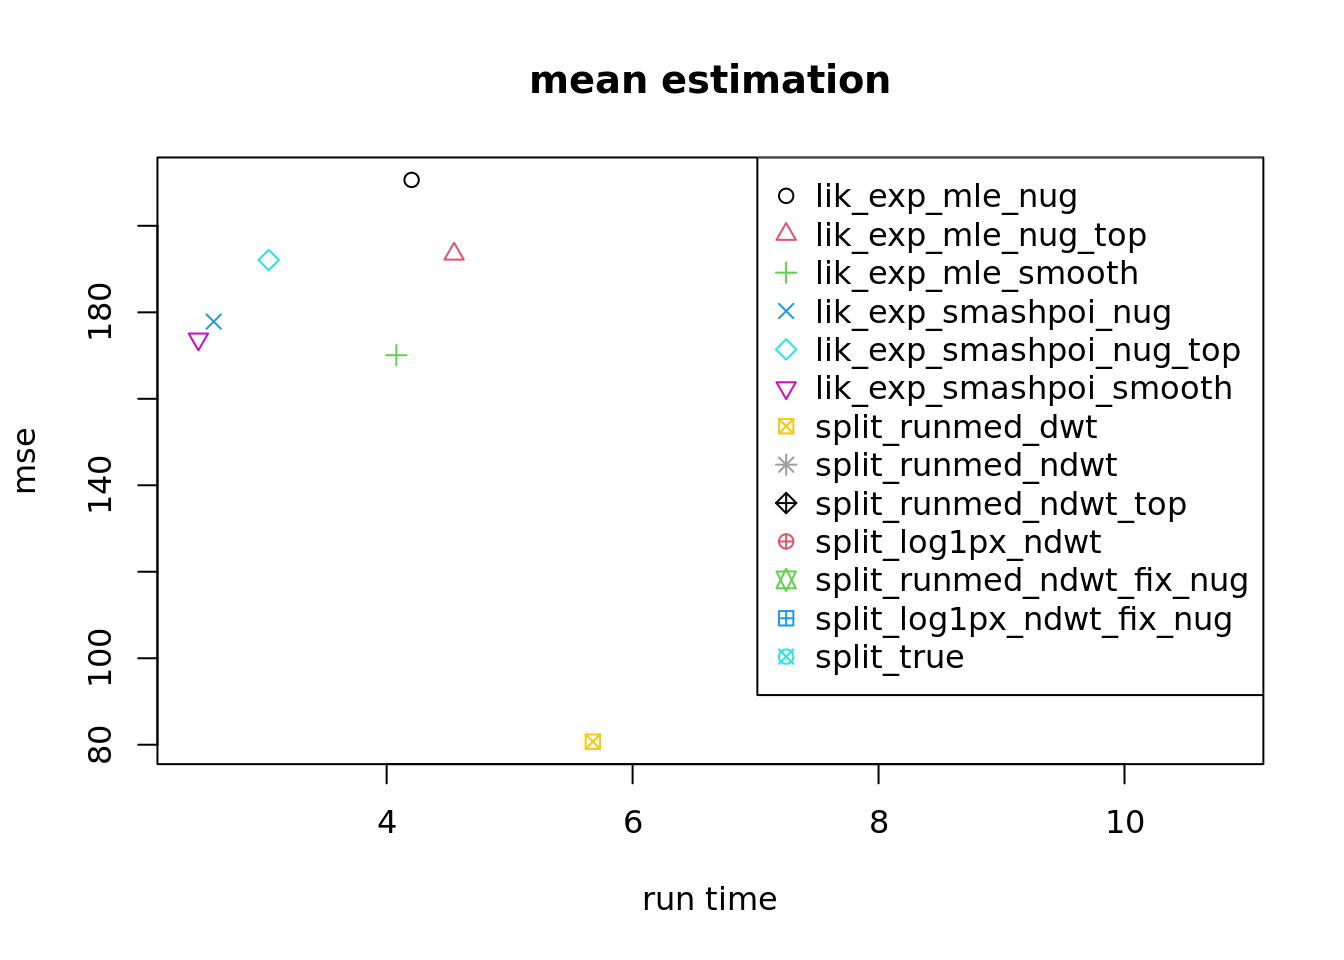 mean estimation
lik_exp_mle_nug
lik_exp_mle_nug_top
lik_exp_mle_smooth
lik_exp_smashpoi_nug
lik_exp_smashpoi_nug_top
lik_exp_smashpoi_smooth
split_runmed_dwt
split_runmed_ndwt
split_runmed_ndwt_top
split_log1px_ndwt
split_runmed_ndwt_fix_nug
split_log1px_ndwt_fix_nug
split_true
mse
180
140
100
80
4 6 8 10
run time